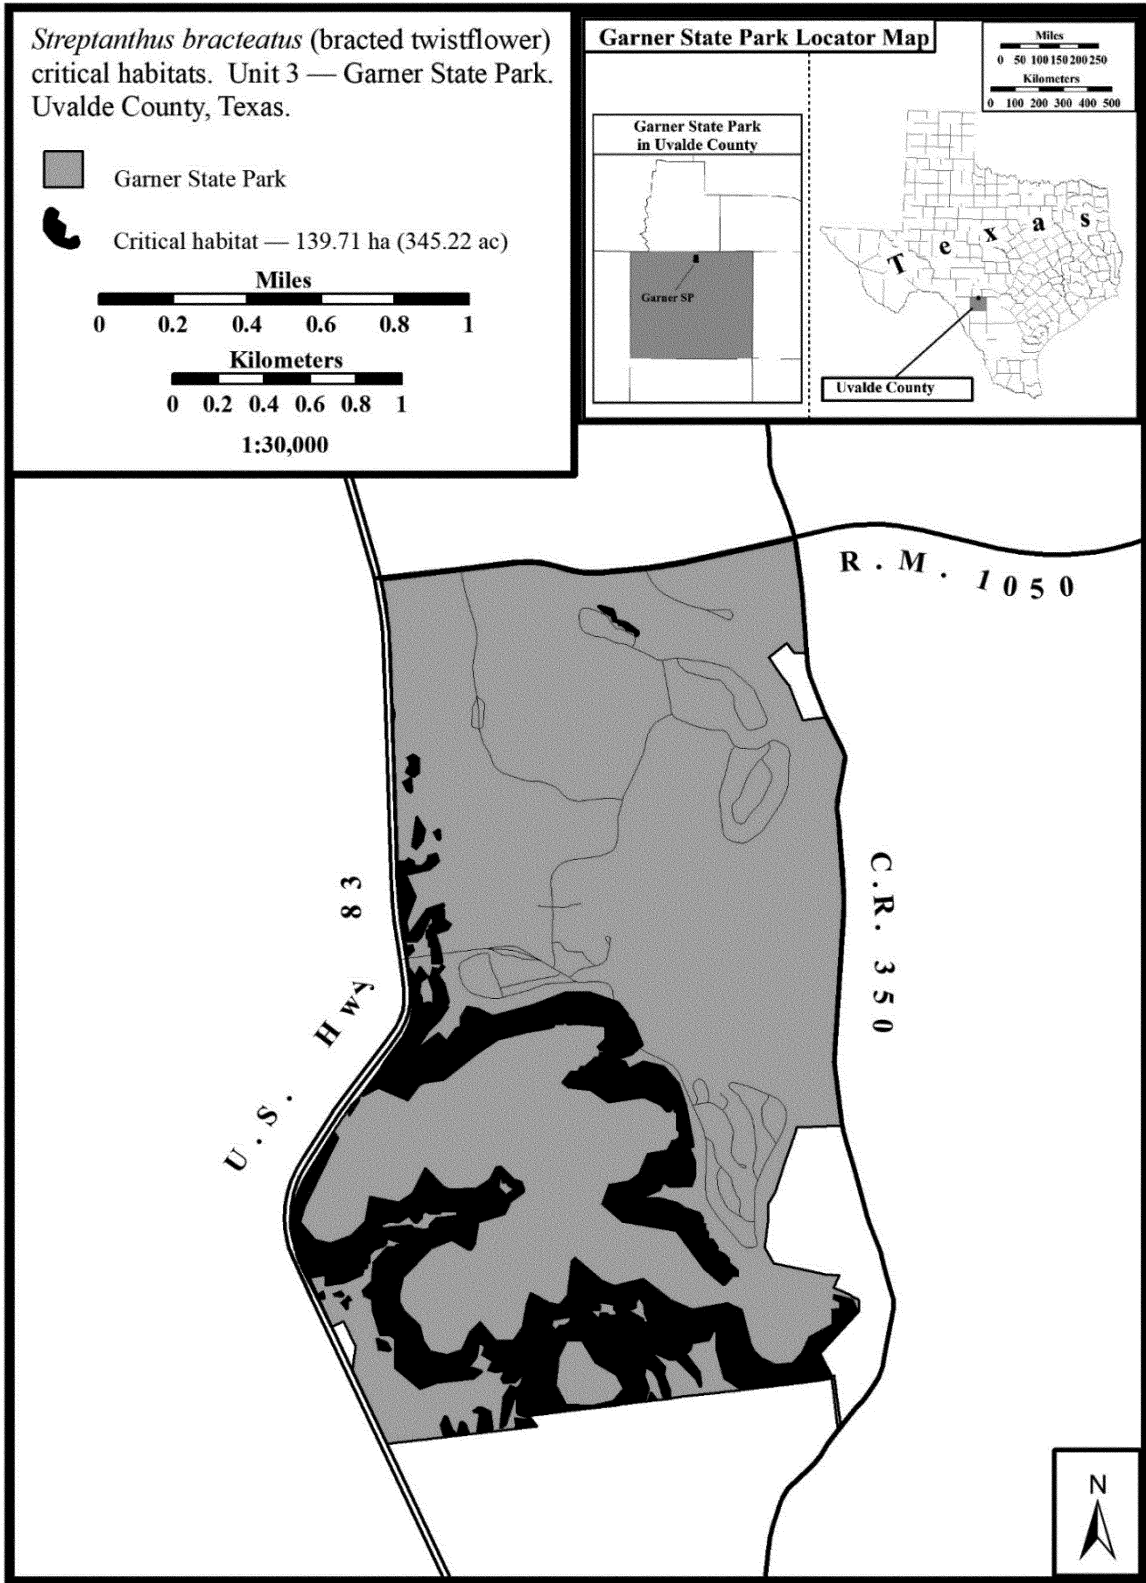 Streptanthus bracteatus (bracted twistflower)
critical habitats. Unit 3 — Garner State Park.
Uvalde County, Texas.
Garner State Park
Critical habitat — 139.71 ha (345.22 ac)
Miles
0 0.2 0.4 0.6 0.8 1
Kilometers
0 0.2 0.4 0.6 0.8 1
1:30,000
Garner State Park Locator Map
Miles
0 50 100 150 200 250
Kilometers
0 100 200 300 400 500
Garner State Park
in Uvalde County
Garner SP
Texas
Uvalde County
R.M. 1050
C.R. 350
U.S. Hwy 83
N